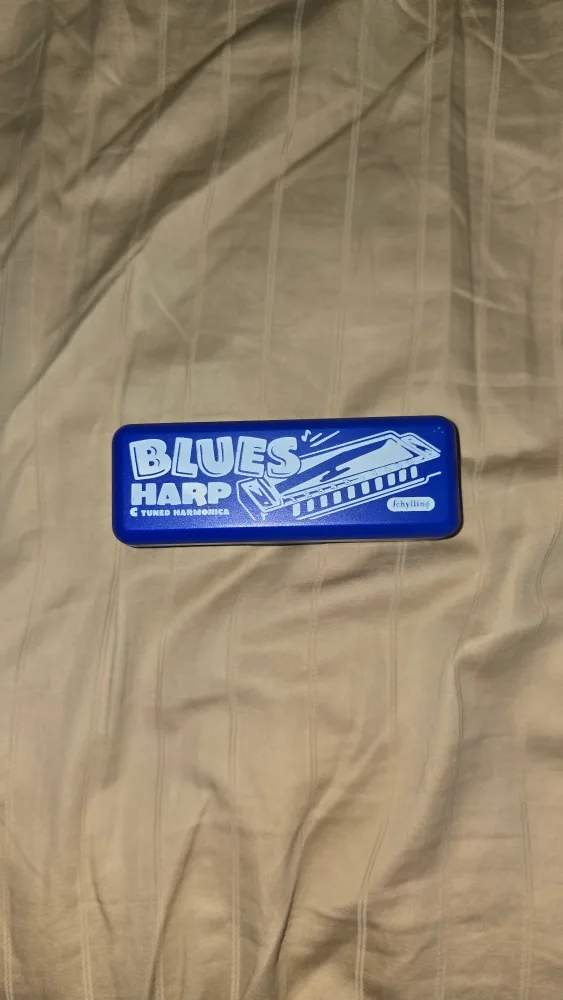 BLUES
HARP
C TUNED HARMONICA
Schylling